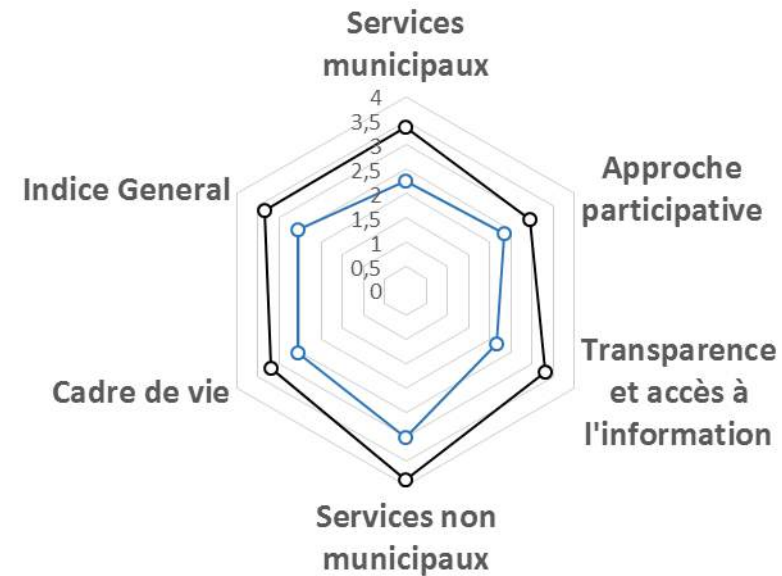 Services
municipaux
4
3,5
3
2,5
2
1,5
1
0,5
0
Approche
participative
Transparence
et accès à
l'information
Services non
municipaux
Cadre de vie
Indice General